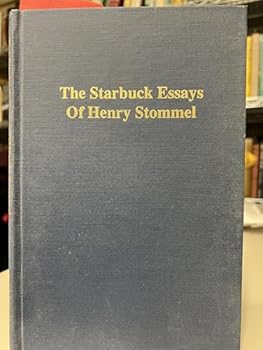 The Starbuck Essays
Of Henry Stommel